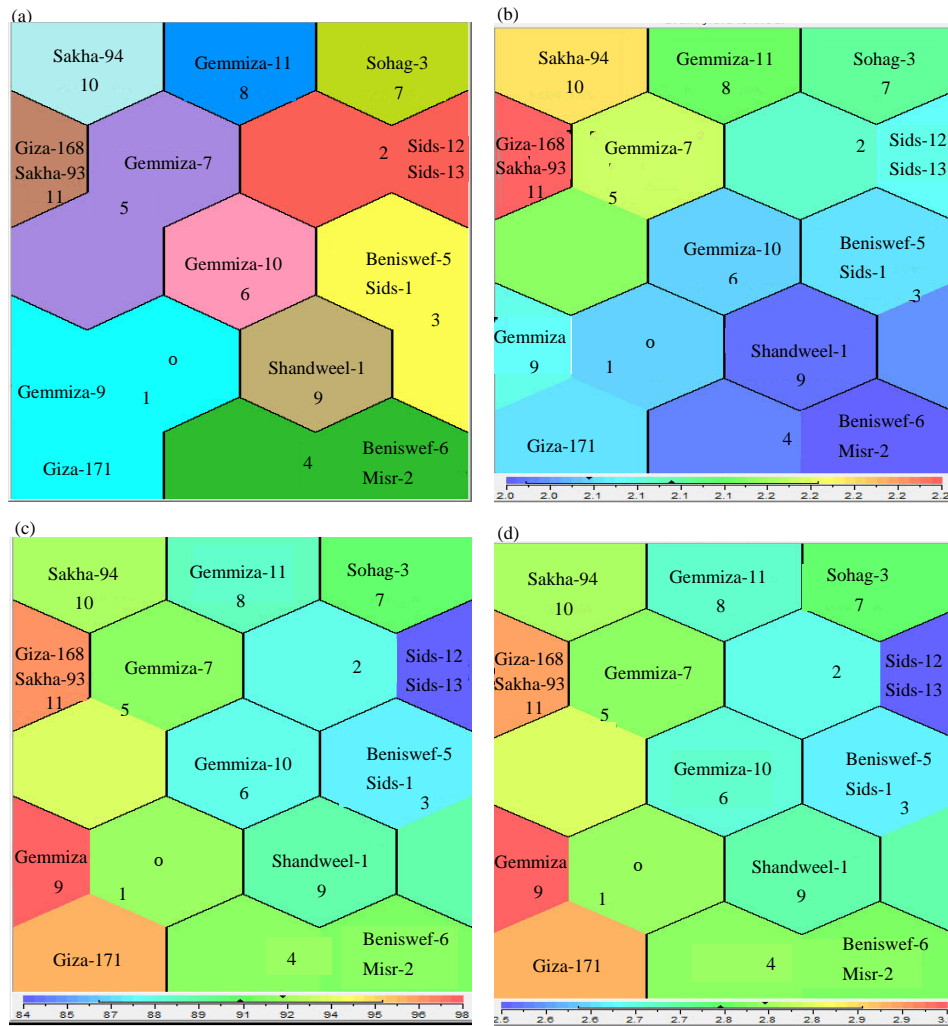 (a)
Sakha-94
10
Gemmiza-11
8
Sohag-3
7
Giza-168
Sakha-93
11
Gemmiza-7
5
2
Sids-12
Sids-13
Gemmiza-10
6
Beniswef-5
Sids-1
3
o
Gemmiza-9
1
Shandweel-1
9
Giza-171
4
Beniswef-6
Misr-2
(b)
Sakha-94
10
Gemmiza-11
8
Sohag-3
7
Giza-168
Sakha-93
11
Gemmiza-7
5
2
Sids-12
Sids-13
Gemmiza-10
6
Beniswef-5
Sids-1
3
Gemmiza
9
o
1
Shandweel-1
9
Giza-171
4
Beniswef-6
Misr-2
2.0 2.0 2.1 2.1 2.1 2.2 2.2 2.2 2.2 2.2
(c)
Sakha-94
10
Gemmiza-11
8
Sohag-3
7
Giza-168
Sakha-93
11
Gemmiza-7
5
2
Sids-12
Sids-13
Gemmiza-10
6
Beniswef-5
Sids-1
3
Gemmiza
9
o
1
Shandweel-1
9
Giza-171
4
Beniswef-6
Misr-2
84 85 87 88 90 91 92 94 95 96 98
(d)
Sakha-94
10
Gemmiza-11
8
Sohag-3
7
Giza-168
Sakha-93
11
Gemmiza-7
5
2
Sids-12
Sids-13
Gemmiza-10
6
Beniswef-5
Sids-1
3
Gemmiza
9
o
1
Shandweel-1
9
Giza-171
4
Beniswef-6
Misr-2
2.5 2.6 2.6 2.7 2.7 2.8 2.8 2.8 2.9 2.9